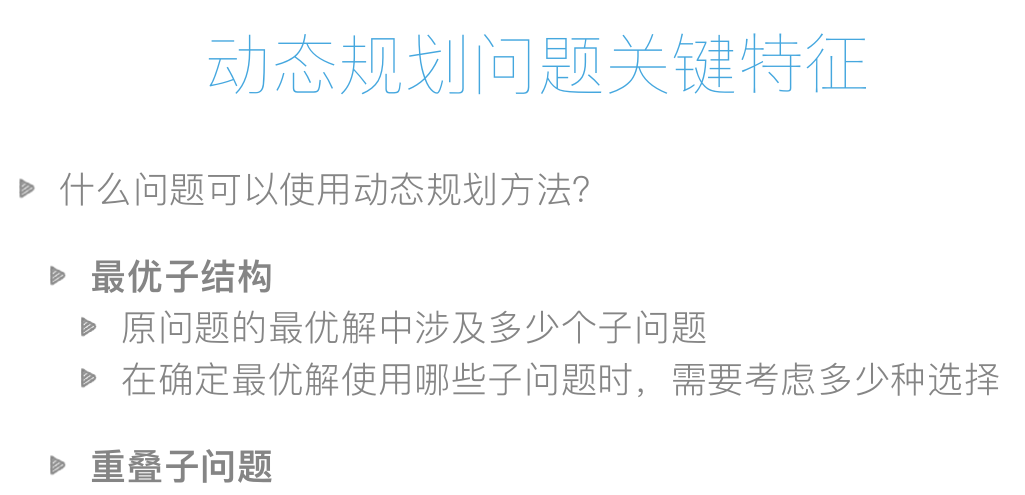 动态规划问题关键特征
什么问题可以使用动态规划方法？
最优子结构
原问题的最优解中涉及多少个子问题
在确定最优解使用哪些子问题时，需要考虑多少种选择
重叠子问题